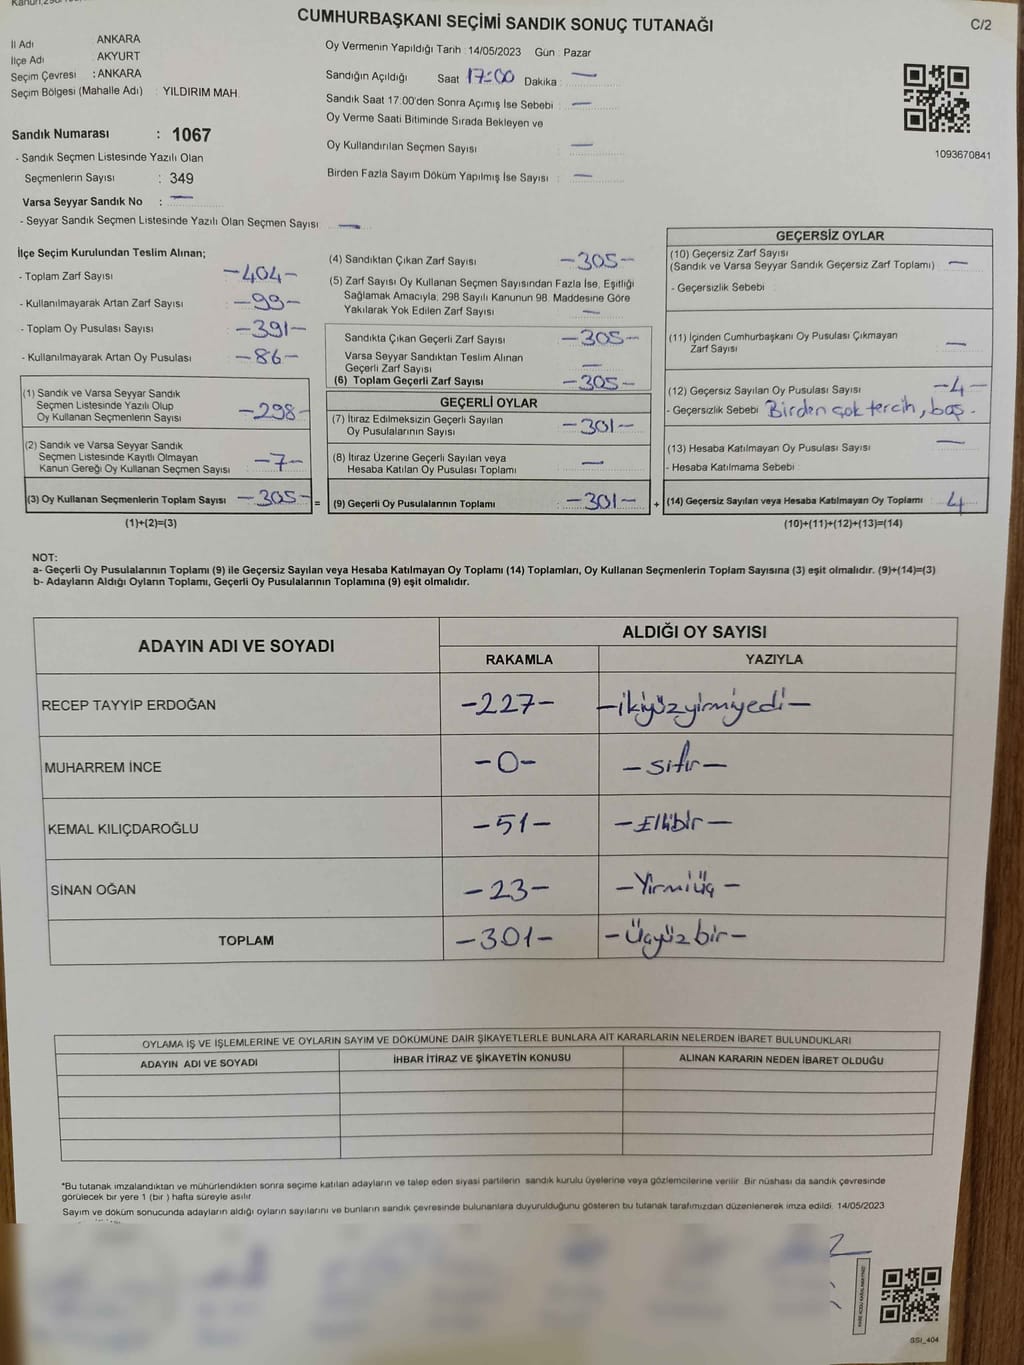 CUMHURBAŞKANI SEÇİMİ SANDIK SONUÇ TUTANAĞI
C/2
İl Adı ANKARA
İlçe Adı AKYURT
Seçim Çevresi : ANKARA
Seçim Bölgesi (Mahalle Adı) : YILDIRIM MAH.
Oy Vermenin Yapıldığı Tarih : 14/05/2023 Gün : Pazar
Sandığın Açıldığı Saat 17:00 Dakika : —
Sandık Saat 17:00'den Sonra Açımış İse Sebebi : —
Oy Verme Saati Bitiminde Sırada Bekleyen ve
Oy Kullandırılan Seçmen Sayısı —
Birden Fazla Sayım Döküm Yapılmış İse Sayısı : —
1093670841
Sandık Numarası : 1067
- Sandık Seçmen Listesinde Yazılı Olan
Seçmenlerin Sayısı : 349
Varsa Seyyar Sandık No : —
- Seyyar Sandık Seçmen Listesinde Yazılı Olan Seçmen Sayısı —
İlçe Seçim Kurulundan Teslim Alınan;
- Toplam Zarf Sayısı -404-
- Kullanılmayarak Artan Zarf Sayısı -99-
- Toplam Oy Pusulası Sayısı -391-
- Kullanılmayarak Artan Oy Pusulası -86-
(1) Sandık ve Varsa Seyyar Sandık
Seçmen Listesinde Yazılı Olup
Oy Kullanan Seçmenlerin Sayısı -298-
(2) Sandık ve Varsa Seyyar Sandık
Seçmen Listesinde Kayıtlı Olmayan
Kanun Gereği Oy Kullanan Seçmen Sayısı -7-
(3) Oy Kullanan Seçmenlerin Toplam Sayısı -305- =
(1)+(2)=(3)
(4) Sandıktan Çıkan Zarf Sayısı -305-
(5) Zarf Sayısı Oy Kullanan Seçmen Sayısından Fazla İse, Eşitliği
Sağlamak Amacıyla, 298 Sayılı Kanunun 98. Maddesine Göre
Yakılarak Yok Edilen Zarf Sayısı —
Sandıkta Çıkan Geçerli Zarf Sayısı -305-
Varsa Seyyar Sandıktan Teslim Alınan
Geçerli Zarf Sayısı —
(6) Toplam Geçerli Zarf Sayısı -305-
GEÇERLİ OYLAR
(7) İtiraz Edilmeksizin Geçerli Sayılan
Oy Pusulalarının Sayısı -301-
(8) İtiraz Üzerine Geçerli Sayılan veya
Hesaba Katılan Oy Pusulası Toplamı —
(9) Geçerli Oy Pusulalarının Toplamı -301- +
GEÇERSİZ OYLAR
(10) Geçersiz Zarf Sayısı
(Sandık ve Varsa Seyyar Sandık Geçersiz Zarf Toplamı) —
- Geçersizlik Sebebi
(11) İçinden Cumhurbaşkanı Oy Pusulası Çıkmayan
Zarf Sayısı —
(12) Geçersiz Sayılan Oy Pusulası Sayısı -4-
- Geçersizlik Sebebi Birden çok tercih, boş.
(13) Hesaba Katılmayan Oy Pusulası Sayısı —
- Hesaba Katılmama Sebebi
(14) Geçersiz Sayılan veya Hesaba Katılmayan Oy Toplamı 4
(10)+(11)+(12)+(13)=(14)
NOT:
a- Geçerli Oy Pusulalarının Toplamı (9) ile Geçersiz Sayılan veya Hesaba Katılmayan Oy Toplamı (14) Toplamları, Oy Kullanan Seçmenlerin Toplam Sayısına (3) eşit olmalıdır. (9)+(14)=(3)
b- Adayların Aldığı Oyların Toplamı, Geçerli Oy Pusulalarının Toplamına (9) eşit olmalıdır.
ADAYIN ADI VE SOYADI ALDIĞI OY SAYISI
RAKAMLA YAZIYLA
RECEP TAYYİP ERDOĞAN -227- -ikiyüzyirmiyedi-
MUHARREM İNCE -0- -sıfır-
KEMAL KILIÇDAROĞLU -51- -Ellibir-
SİNAN OĞAN -23- -Yirmiüç-
TOPLAM -301- -Üçyüzbir-
OYLAMA İŞ VE İŞLEMLERİNE VE OYLARIN SAYIM VE DÖKÜMÜNE DAİR ŞİKAYETLERLE BUNLARA AİT KARARLARIN NELERDEN İBARET BULUNDUKLARI
ADAYIN ADI VE SOYADI İHBAR İTİRAZ VE ŞİKAYETİN KONUSU ALINAN KARARIN NEDEN İBARET OLDUĞU
*Bu tutanak imzalandıktan ve mühürlendikten sonra seçime katılan adayların ve talep eden siyasi partilerin sandık kurulu üyelerine veya gözlemcilerine verilir. Bir nüshası da sandık çevresinde
görülecek bir yere 1 (bir ) hafta süreyle asılır
Sayım ve döküm sonucunda adayların aldığı oyların sayılarını ve bunların sandık çevresinde bulunanlara duyurulduğunu gösteren bu tutanak tarafımızdan düzenlenerek imza edildi. 14/05/2023
SSI_404